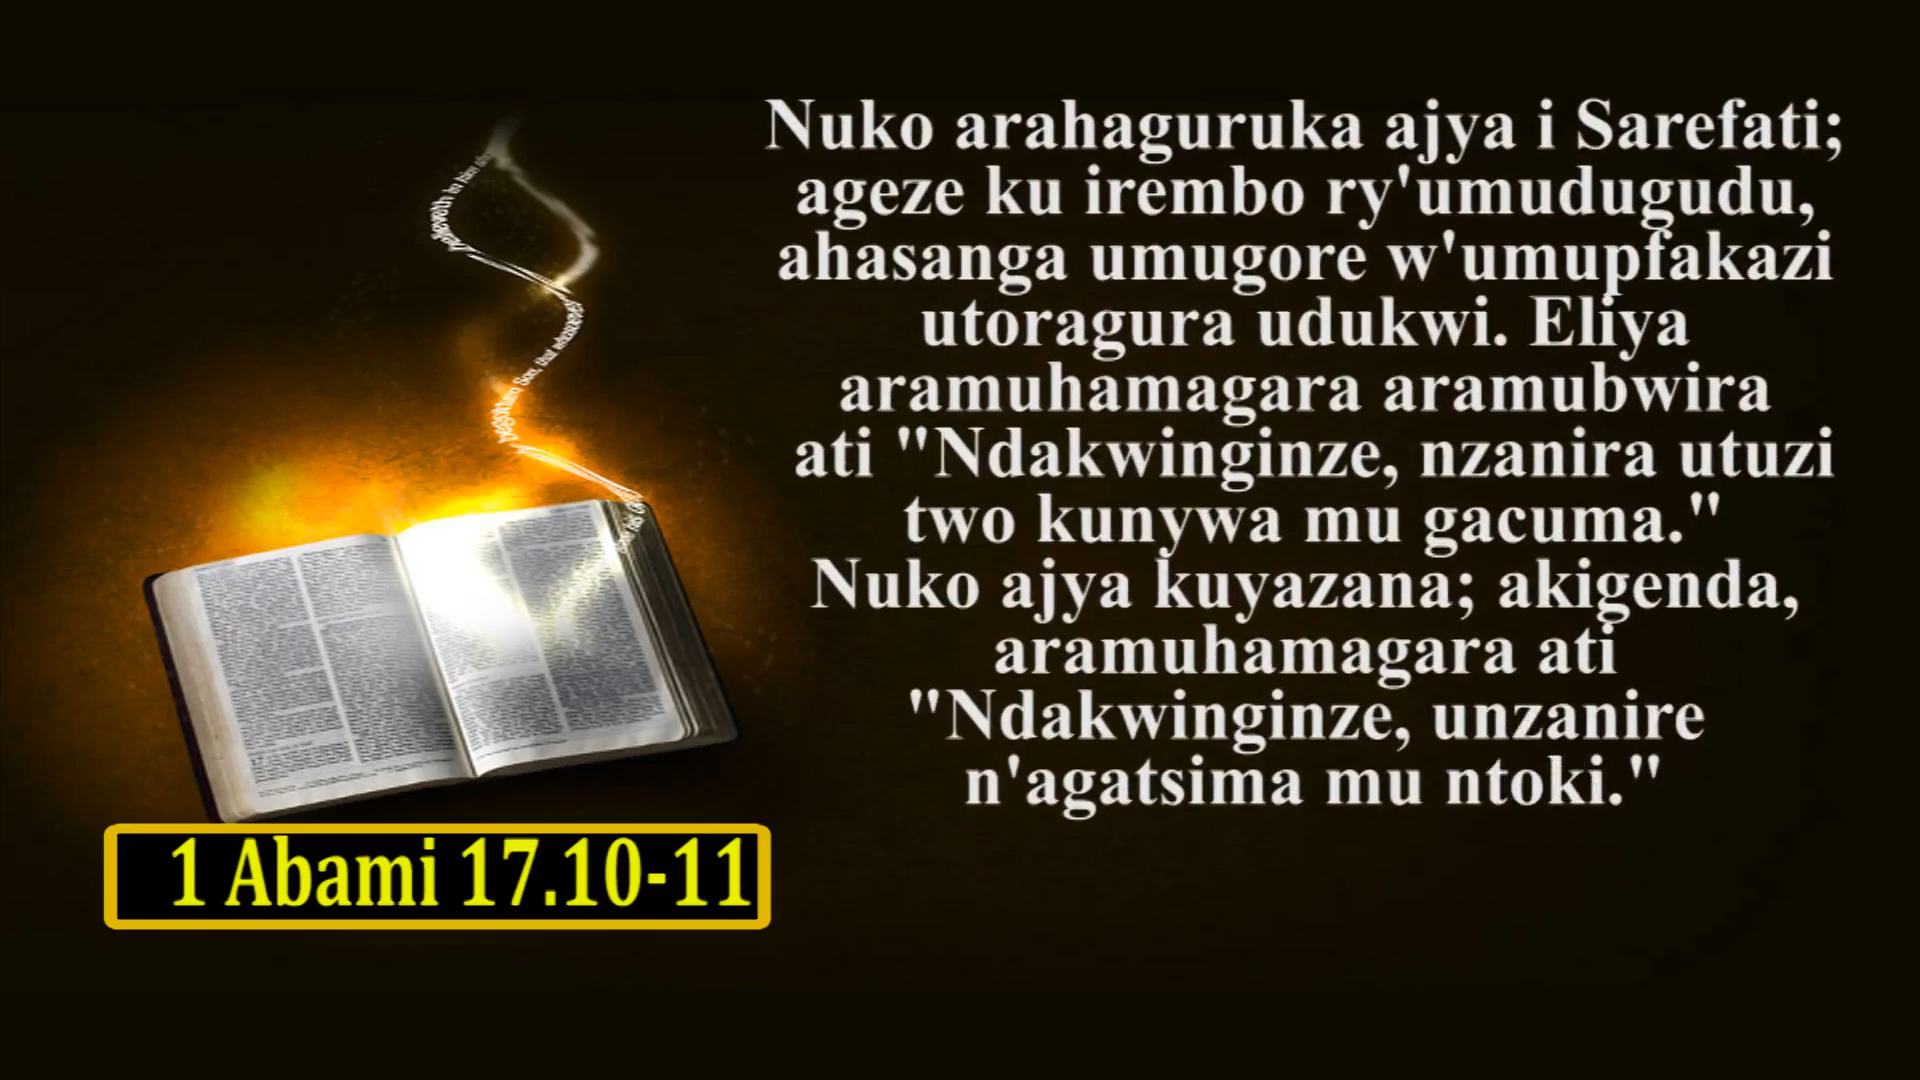 Nuko arahaguruka ajya i Sarefati;
ageze ku irembo ry'umudugudu,
ahasanga umugore w'umupfakazi
utoragura udukwi. Eliya
aramuhamagara aramubwira
ati "Ndakwinginze, nzanira utuzi
two kunywa mu gacuma."
Nuko ajya kuyazana; akigenda,
aramuhamagara ati
"Ndakwinginze, unzanire
n'agatsima mu ntoki."
1 Abami 17.10-11